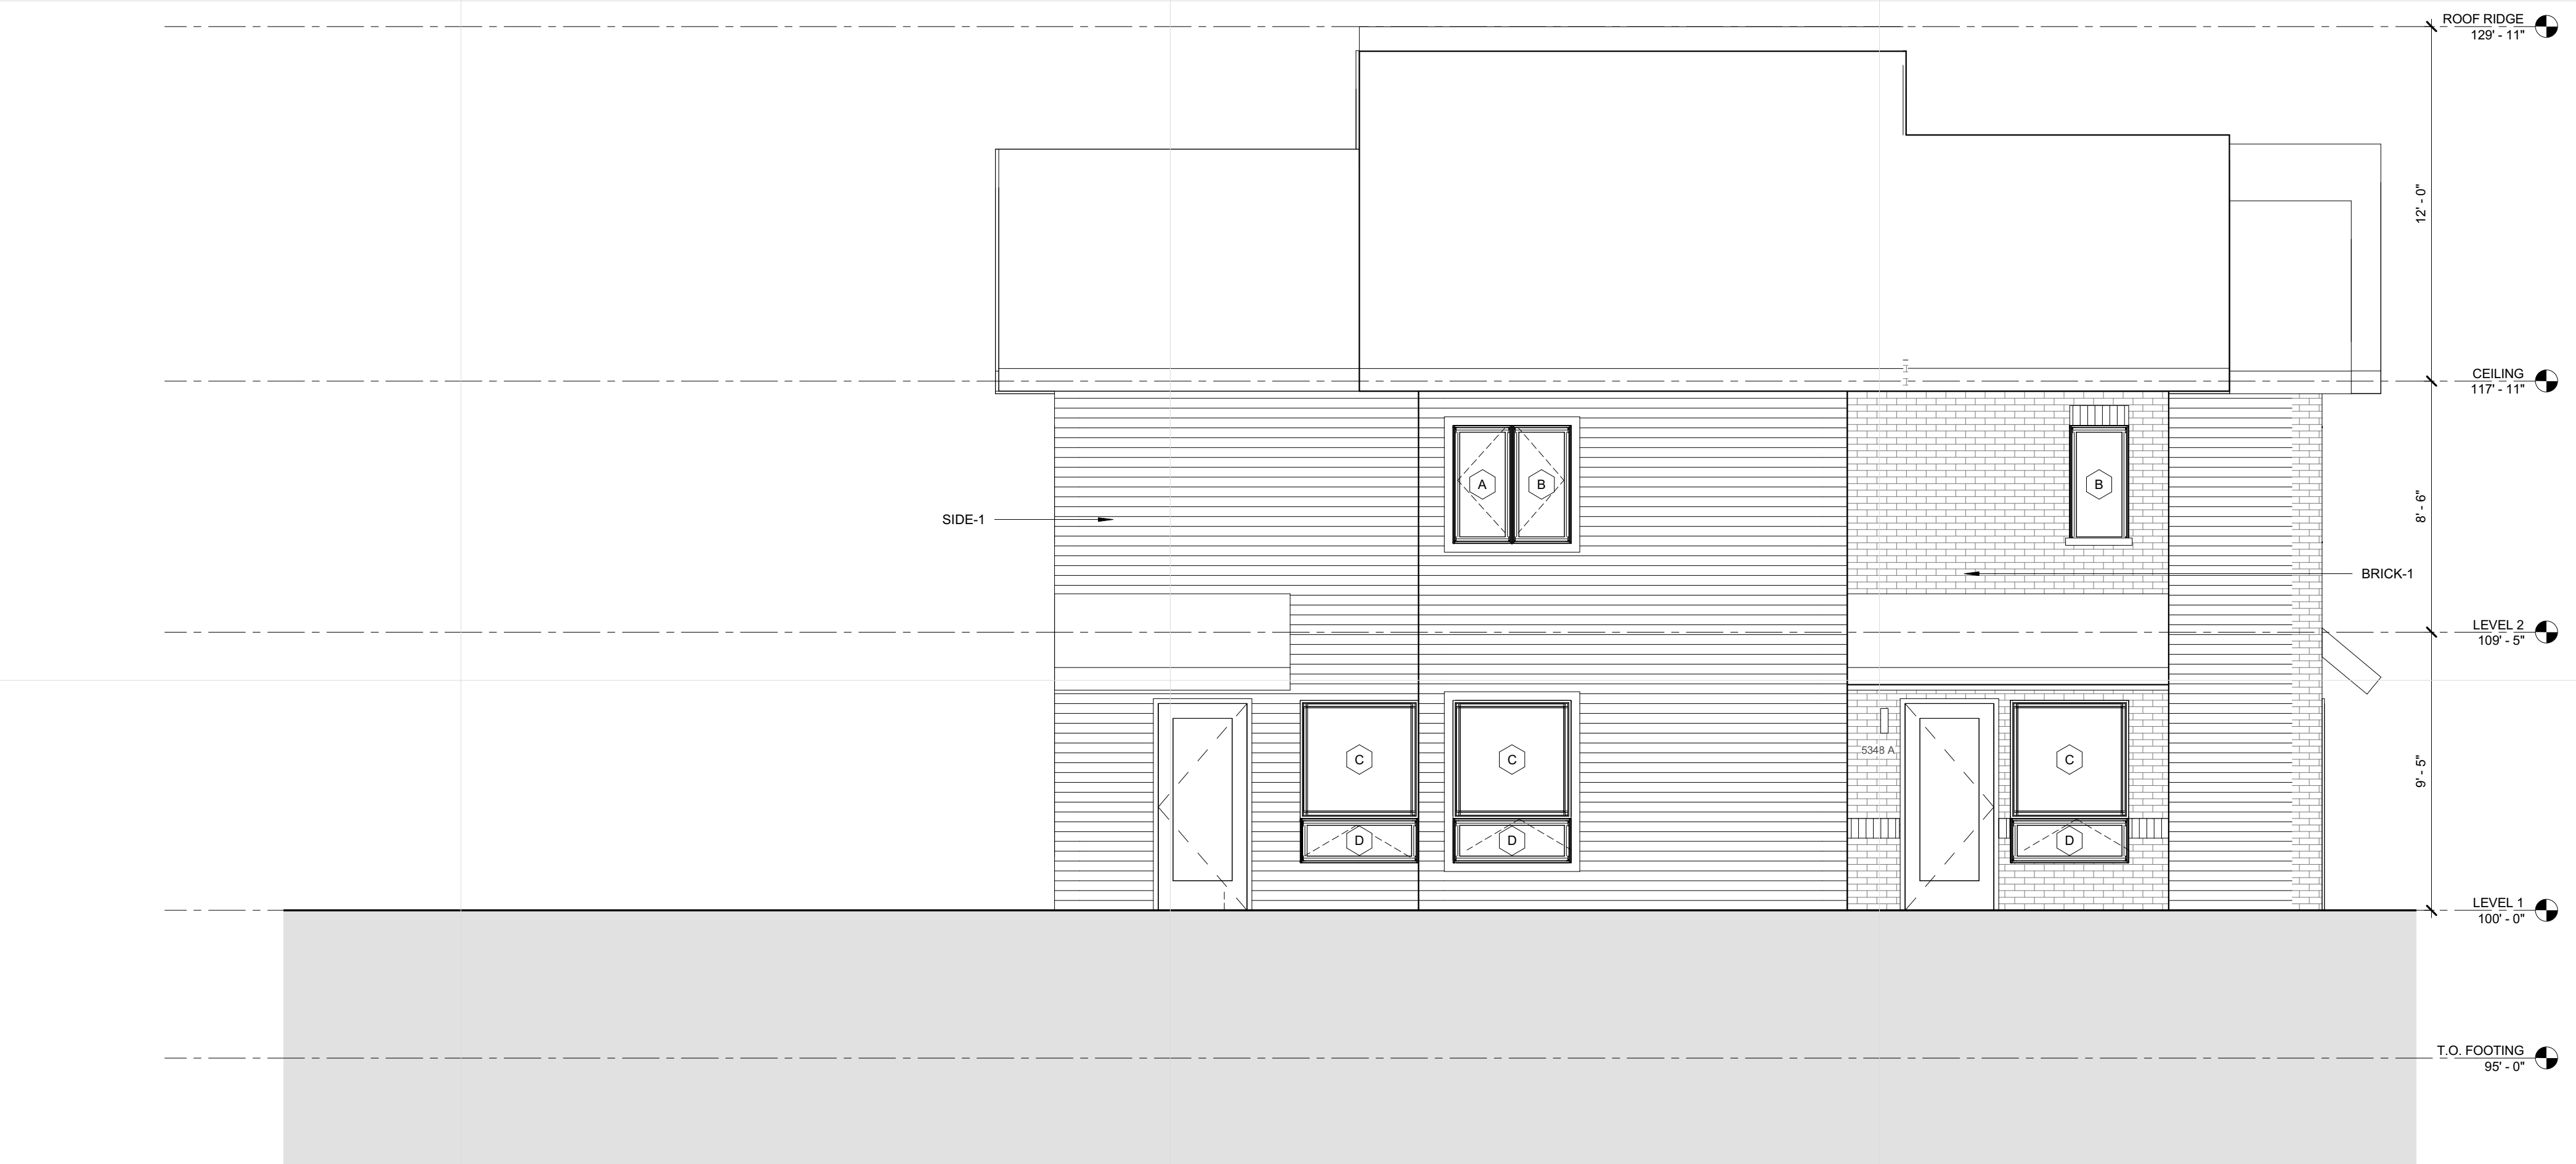 ROOF RIDGE
129' - 11"
12' - 0"
CEILING
117' - 11"
A
B
B
8' - 6"
SIDE-1
BRICK-1
LEVEL 2
109' - 5"
5348 A
C
C
C
9' - 5"
D
D
D
LEVEL 1
100' - 0"
T.O. FOOTING
95' - 0"